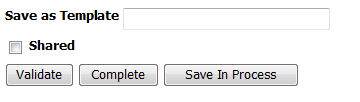 Save as Template
Shared
Validate Complete Save In Process